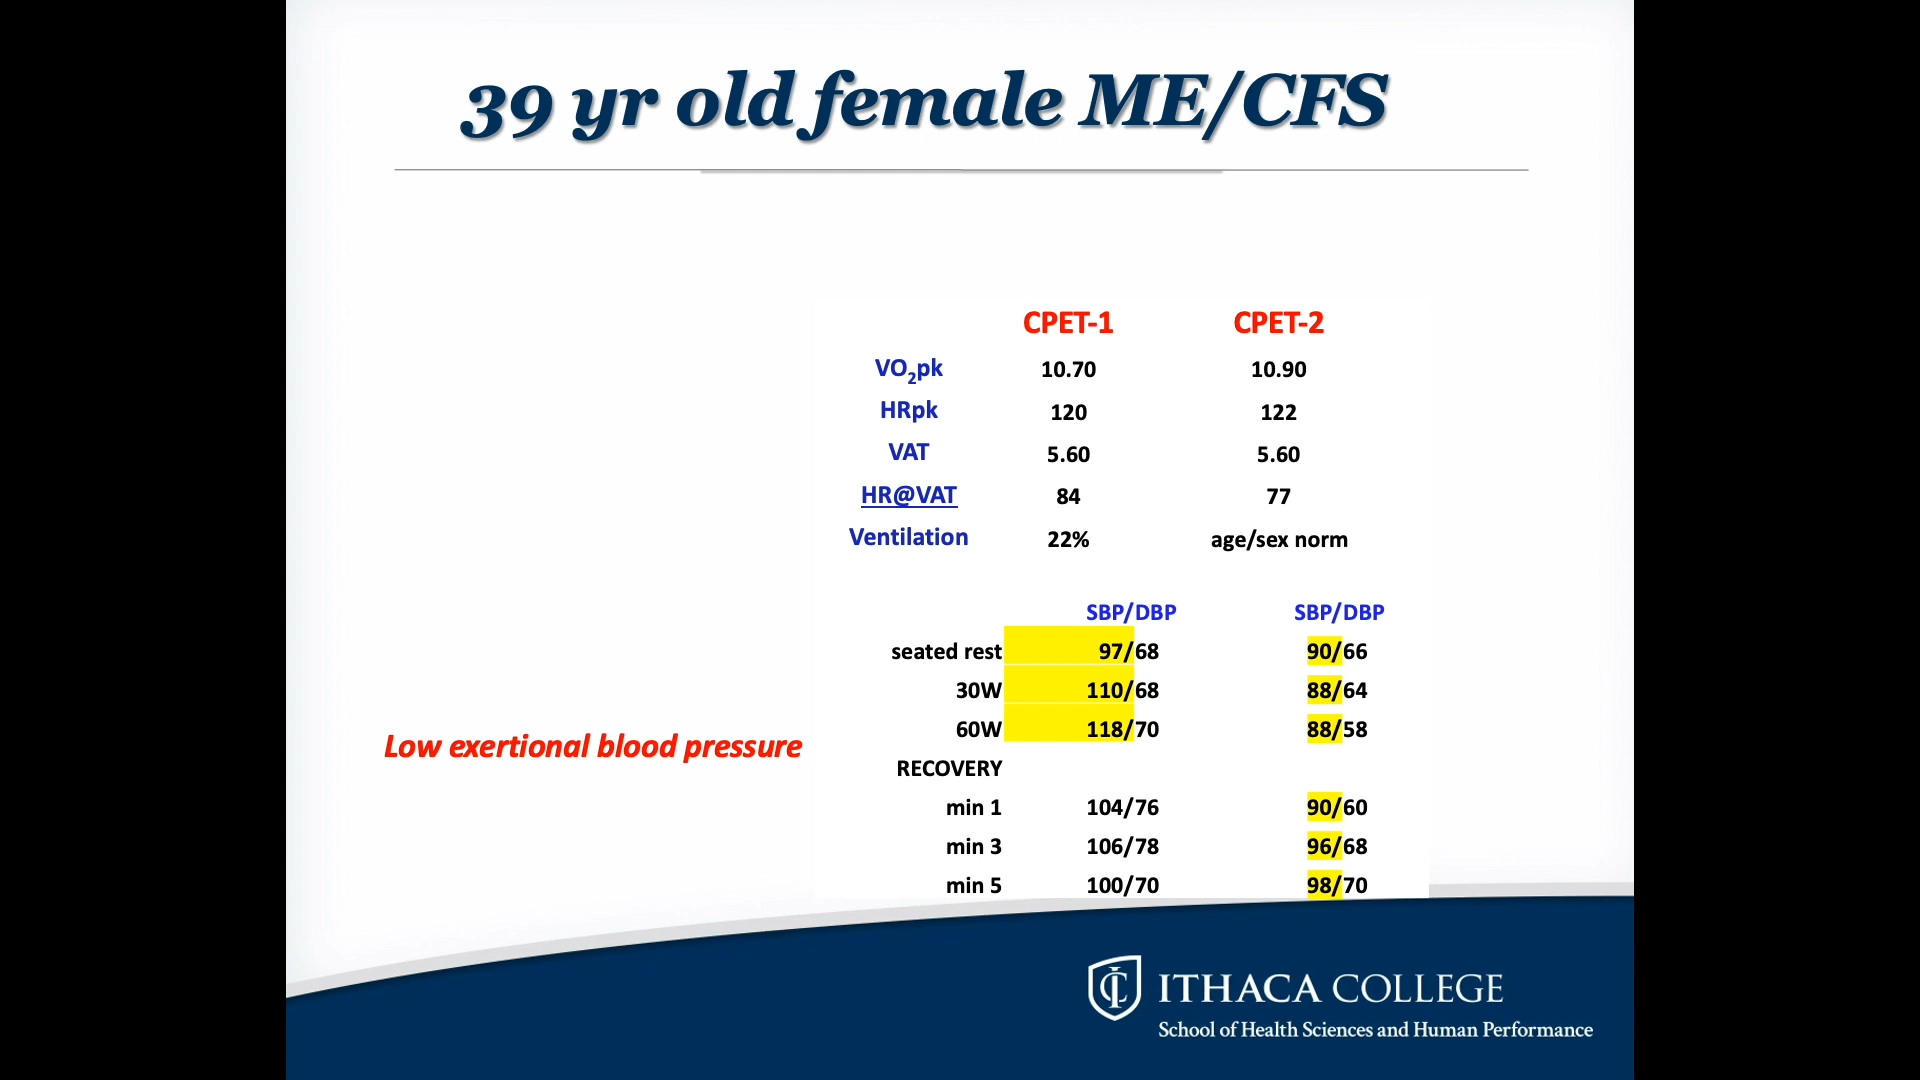 39 yr old female ME/CFS
CPET-1 CPET-2
VO₂pk 10.70 10.90
HRpk 120 122
VAT 5.60 5.60
HR@VAT 84 77
Ventilation 22% age/sex norm
SBP/DBP SBP/DBP
seated rest 97/68 90/66
30W 110/68 88/64
60W 118/70 88/58
Low exertional blood pressure
RECOVERY
min 1 104/76 90/60
min 3 106/78 96/68
min 5 100/70 98/70
ITHACA COLLEGE
School of Health Sciences and Human Performance